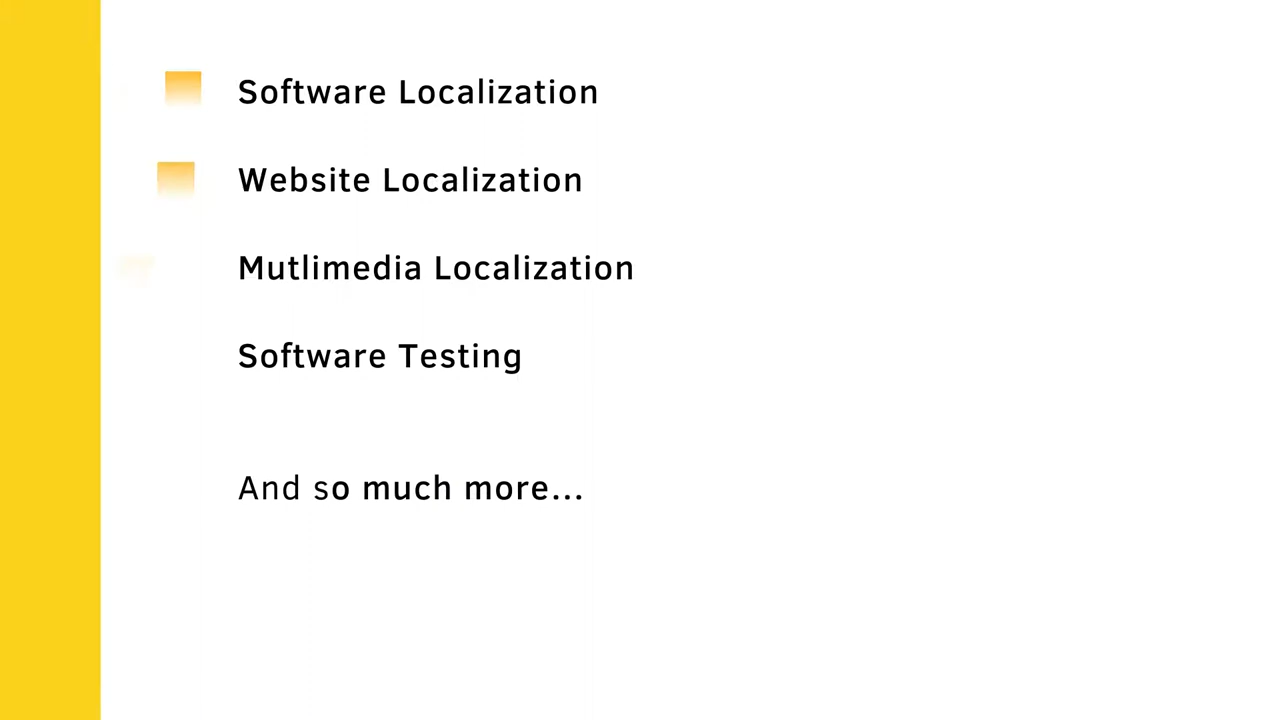 Software Localization
Website Localization
Mutlimedia Localization
Software Testing
And so much more...